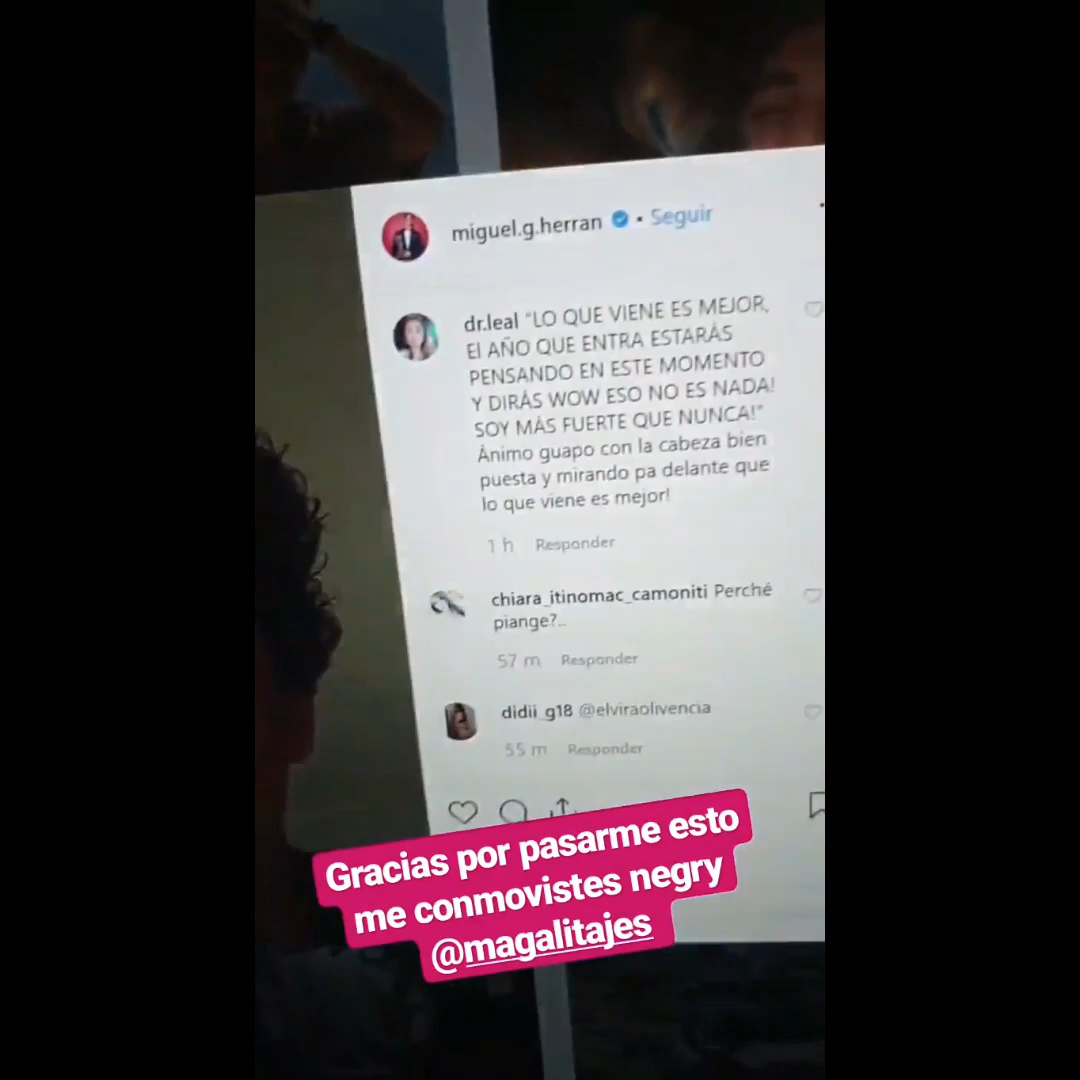 miguel.g.herran • Seguir
dr.leal "LO QUE VIENE ES MEJOR,
El AÑO QUE ENTRA ESTARÁS
PENSANDO EN ESTE MOMENTO
Y DIRÁS WOW ESO NO ES NADA!
SOY MÁS FUERTE QUE NUNCA!"
Ánimo guapo con la cabeza bien
puesta y mirando pa delante que
lo que viene es mejor!
1 h Responder
chiara_itinomac_camoniti Perché
piange?..
57 m Responder
didii_g18 @elviraolivencia
55 m Responder
Gracias por pasarme esto
me conmovistes negry
@magalitajes